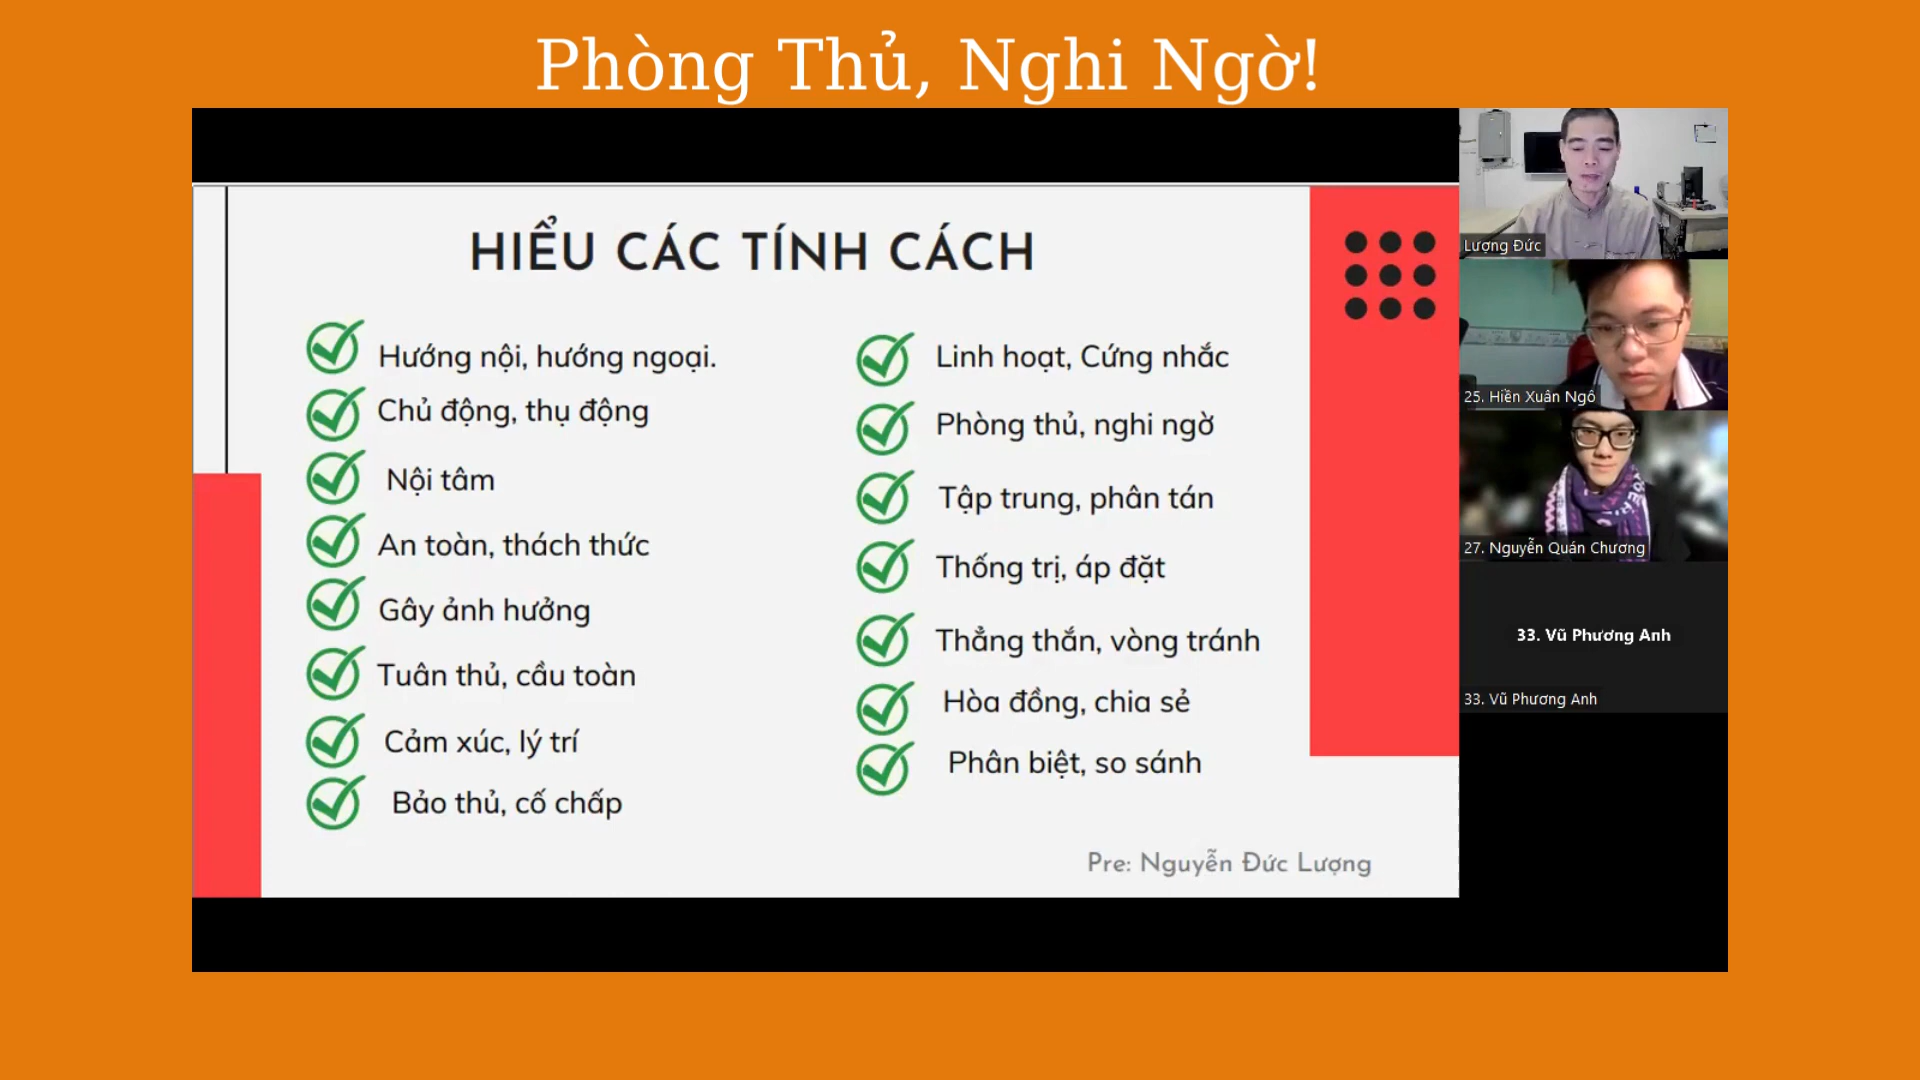 Phòng Thủ, Nghi Ngờ!
HIỂU CÁC TÍNH CÁCH
Hướng nội, hướng ngoại.
Chủ động, thụ động
Nội tâm
An toàn, thách thức
Gây ảnh hưởng
Tuân thủ, cầu toàn
Cảm xúc, lý trí
Bảo thủ, cố chấp
Linh hoạt, Cứng nhắc
Phòng thủ, nghi ngờ
Tập trung, phân tán
Thống trị, áp đặt
Thẳng thắn, vòng tránh
Hòa đồng, chia sẻ
Phân biệt, so sánh
Pre: Nguyễn Đức Lượng
Lượng Đức
25. Hiền Xuân Ngô
27. Nguyễn Quán Chương
33. Vũ Phương Anh
33. Vũ Phương Anh